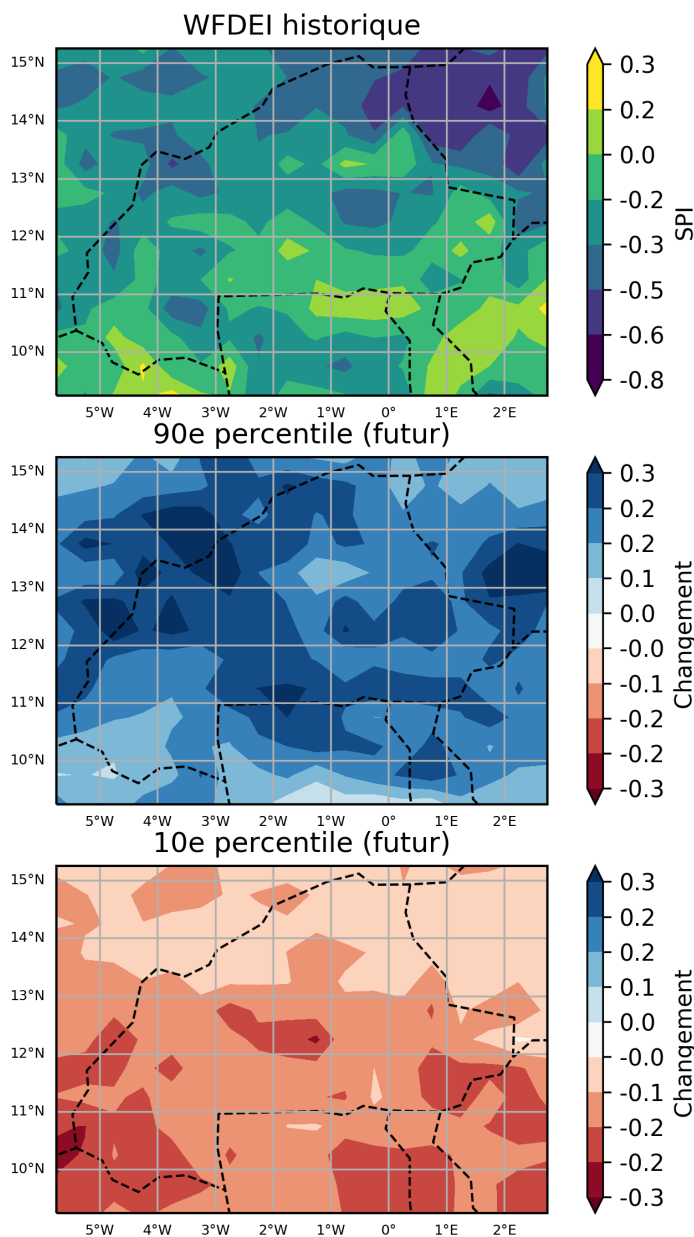 WFDEI historique
15°N
14°N
13°N
12°N
11°N
10°N
5°W 4°W 3°W 2°W 1°W 0° 1°E 2°E
0.3
0.2
0.0
-0.2
-0.3
-0.5
-0.6
-0.8
SPI
90e percentile (futur)
15°N
14°N
13°N
12°N
11°N
10°N
5°W 4°W 3°W 2°W 1°W 0° 1°E 2°E
0.3
0.2
0.2
0.1
0.0
-0.0
-0.1
-0.2
-0.2
-0.3
Changement
10e percentile (futur)
15°N
14°N
13°N
12°N
11°N
10°N
5°W 4°W 3°W 2°W 1°W 0° 1°E 2°E
0.3
0.2
0.2
0.1
0.0
-0.0
-0.1
-0.2
-0.2
-0.3
Changement